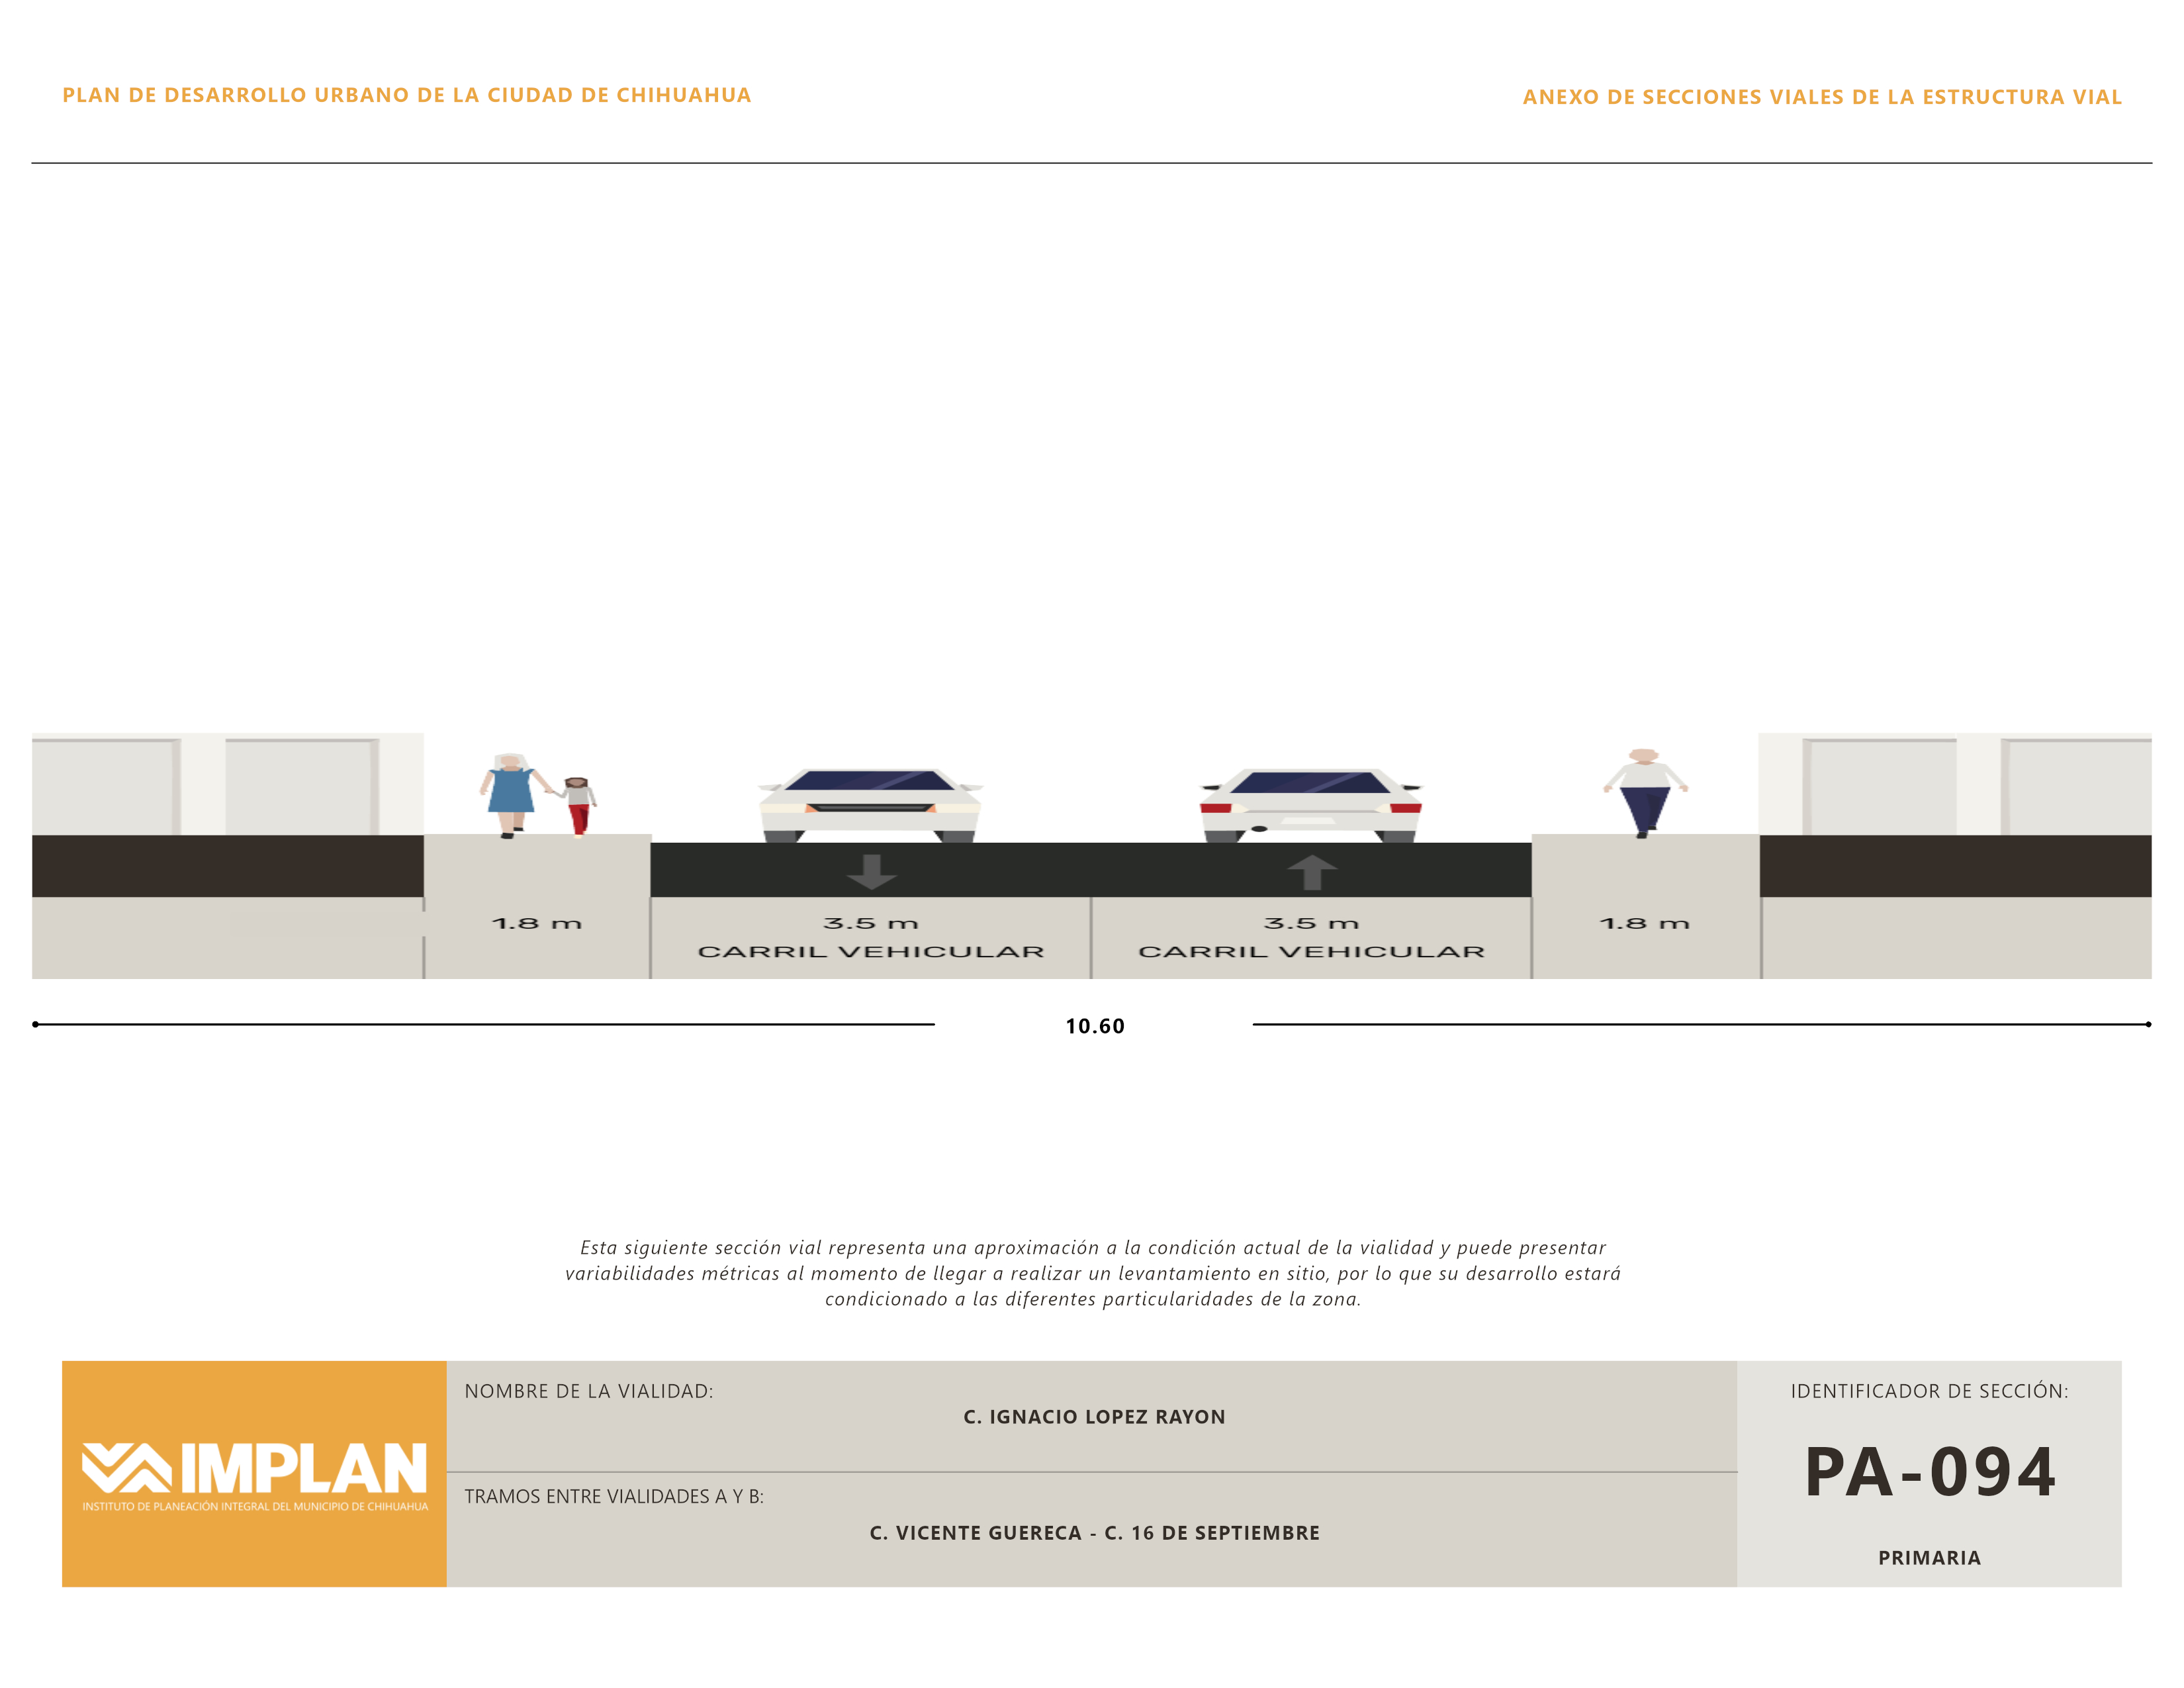 PLAN DE DESARROLLO URBANO DE LA CIUDAD DE CHIHUAHUA
ANEXO DE SECCIONES VIALES DE LA ESTRUCTURA VIAL
1.8 m
3.5 m
CARRIL VEHICULAR
3.5 m
CARRIL VEHICULAR
1.8 m
10.60
Esta siguiente sección vial representa una aproximación a la condición actual de la vialidad y puede presentar
variabilidades métricas al momento de llegar a realizar un levantamiento en sitio, por lo que su desarrollo estará
condicionado a las diferentes particularidades de la zona.
IMPLAN
INSTITUTO DE PLANEACIÓN INTEGRAL DEL MUNICIPIO DE CHIHUAHUA
NOMBRE DE LA VIALIDAD:
C. IGNACIO LOPEZ RAYON
TRAMOS ENTRE VIALIDADES A Y B:
C. VICENTE GUERECA - C. 16 DE SEPTIEMBRE
IDENTIFICADOR DE SECCIÓN:
PA-094
PRIMARIA